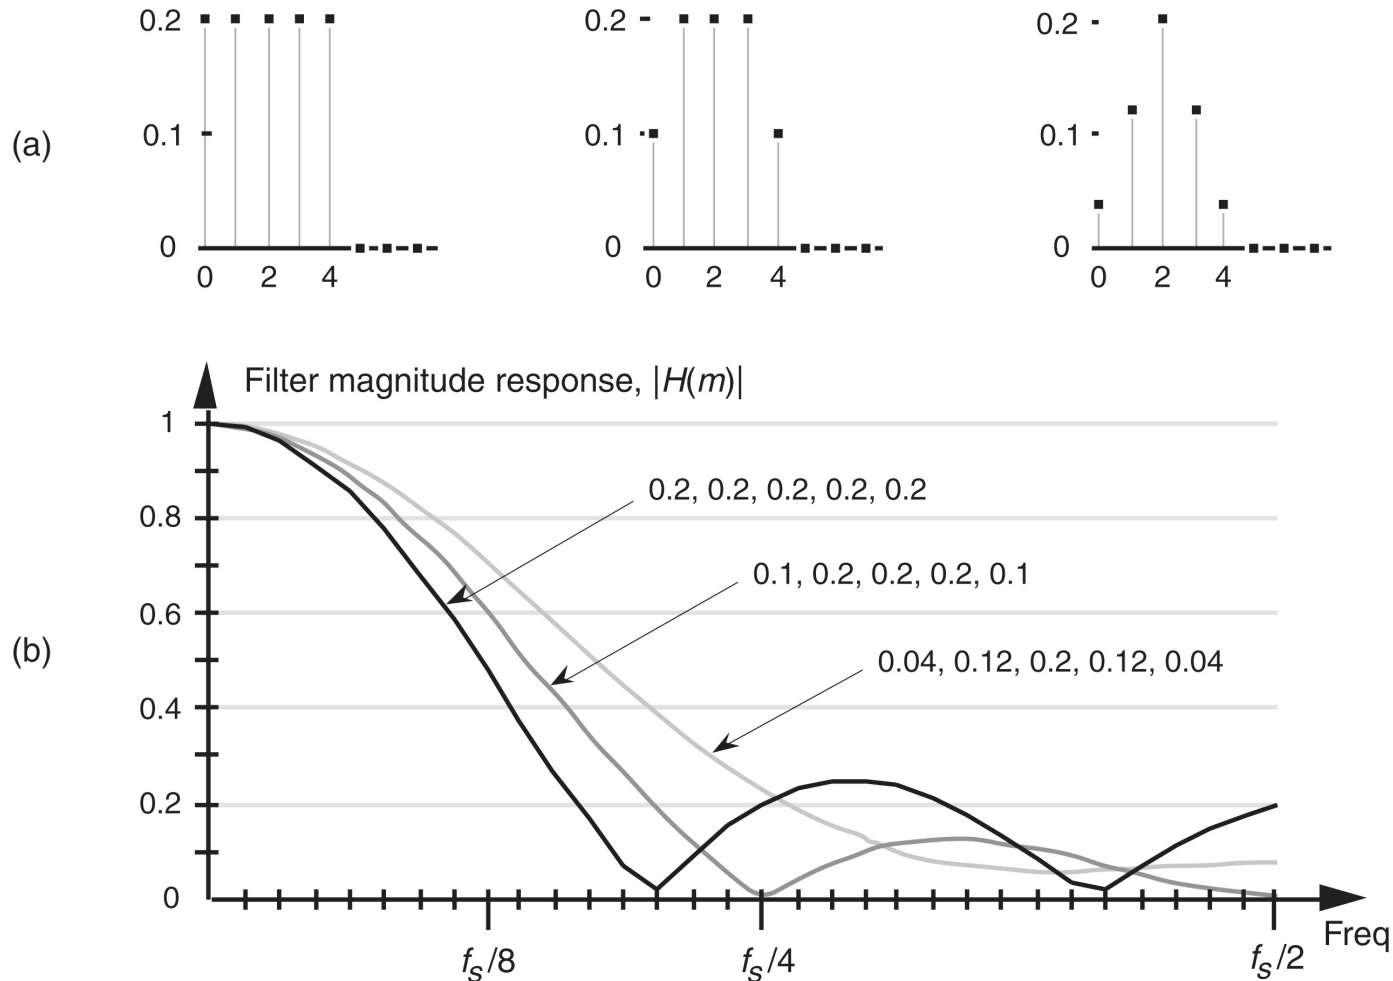 (a)
0.2
0.1
0
0 2 4
0.2
0.1
0
0 2 4
0.2
0.1
0
0 2 4
(b)
Filter magnitude response, |H(m)|
1
0.8
0.6
0.4
0.2
0
0.2, 0.2, 0.2, 0.2, 0.2
0.1, 0.2, 0.2, 0.2, 0.1
0.04, 0.12, 0.2, 0.12, 0.04
fs/8
fs/4
fs/2
Freq